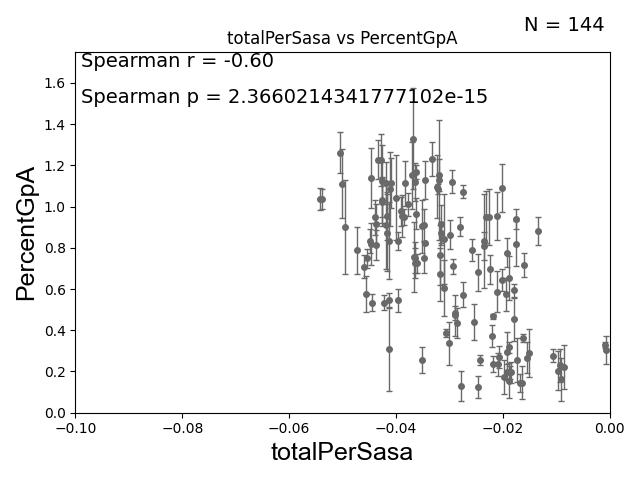 N = 144
totalPerSasa vs PercentGpA
Spearman r = -0.60
Spearman p = 2.3660214341777102e-15
PercentGpA
1.6
1.4
1.2
1.0
0.8
0.6
0.4
0.2
0.0
−0.10
−0.08
−0.06
−0.04
−0.02
0.00
totalPerSasa